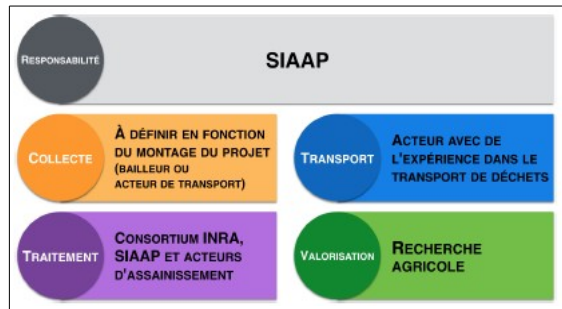 RESPONSABILITÉ
SIAAP
COLLECTE
À DÉFINIR EN FONCTION
DU MONTAGE DU PROJET
(BAILLEUR OU
ACTEUR DE TRANSPORT)
TRANSPORT
ACTEUR AVEC DE
L'EXPÉRIENCE DANS LE
TRANSPORT DE DÉCHETS
TRAITEMENT
CONSORTIUM INRA,
SIAAP ET ACTEURS
D'ASSAINISSEMENT
VALORISATION
RECHERCHE
AGRICOLE